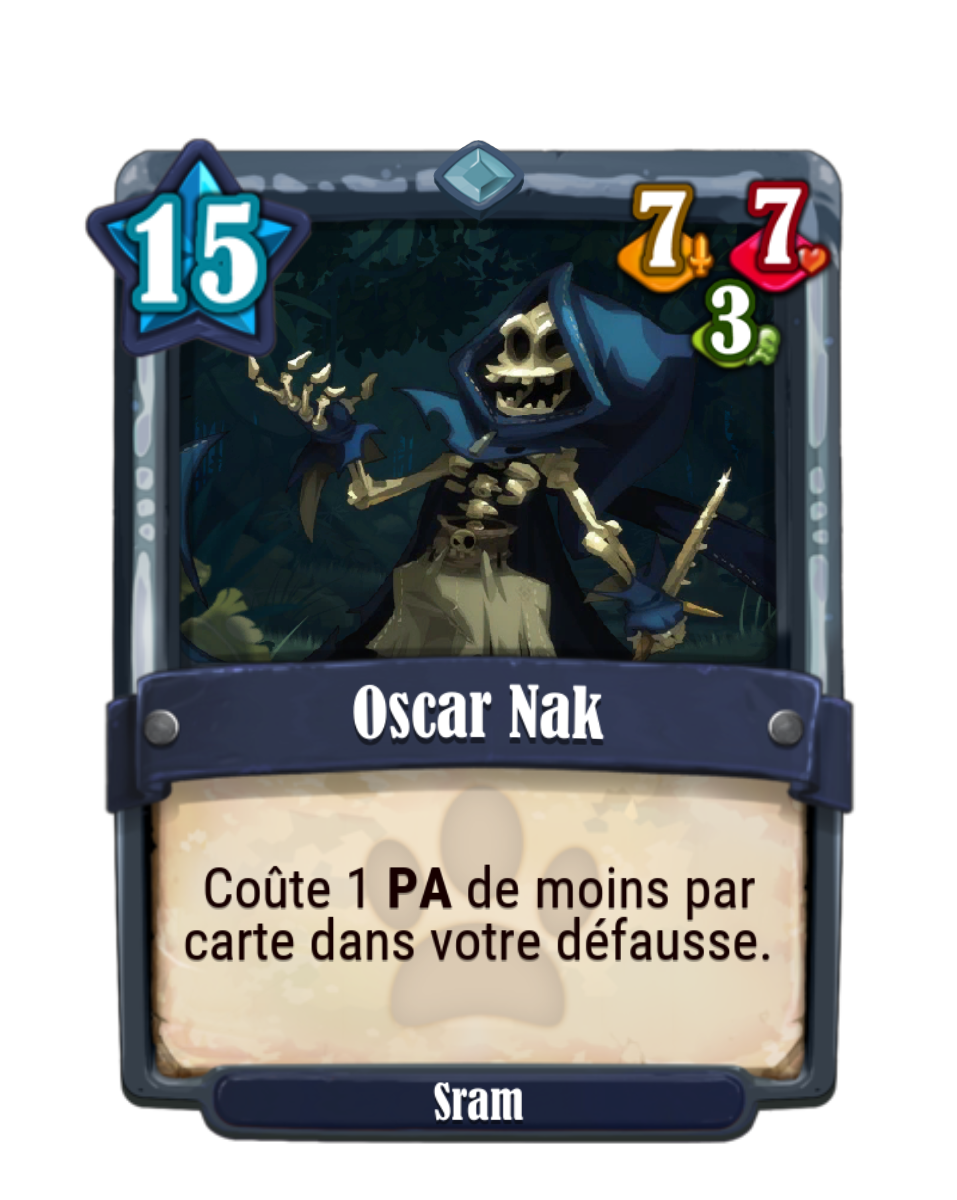 15
7 7
3
Oscar Nak
Coûte 1 PA de moins par
carte dans votre défausse.
Sram